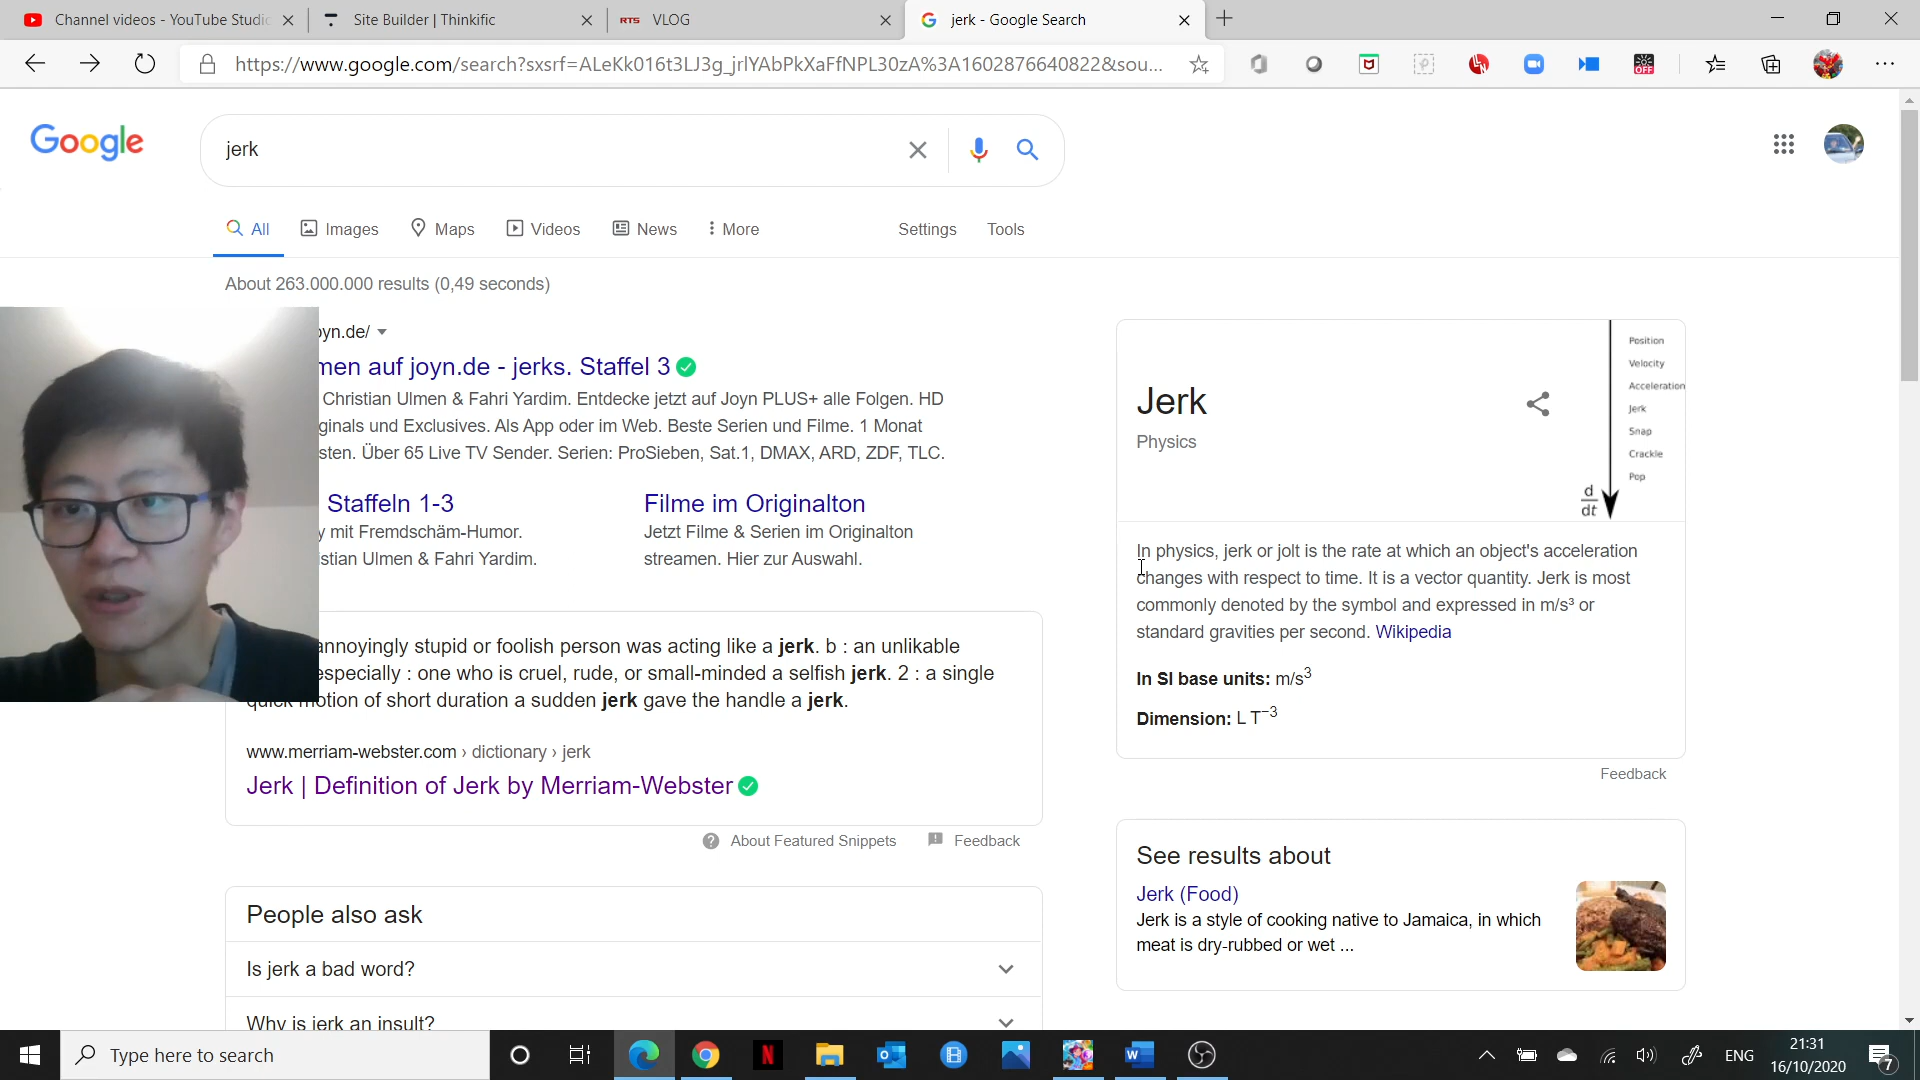 Channel videos - YouTube Studio
Site Builder | Thinkific
RTS VLOG
jerk - Google Search
https://www.google.com/search?sxsrf=ALeKk016t3LJ3g_jrlYAbPkXaFfNPL30zA%3A1602876640822&sou...
OFF
Google
jerk
All Images Maps Videos News More Settings Tools
About 263.000.000 results (0,49 seconds)
oyn.de/
men auf joyn.de - jerks. Staffel 3
Christian Ulmen & Fahri Yardim. Entdecke jetzt auf Joyn PLUS+ alle Folgen. HD
ginals und Exclusives. Als App oder im Web. Beste Serien und Filme. 1 Monat
sten. Über 65 Live TV Sender. Serien: ProSieben, Sat.1, DMAX, ARD, ZDF, TLC.
Staffeln 1-3
y mit Fremdschäm-Humor.
stian Ulmen & Fahri Yardim.
Filme im Originalton
Jetzt Filme & Serien im Originalton
streamen. Hier zur Auswahl.
annoyingly stupid or foolish person was acting like a jerk. b : an unlikable
especially : one who is cruel, rude, or small-minded a selfish jerk. 2 : a single
quick motion of short duration a sudden jerk gave the handle a jerk.
www.merriam-webster.com › dictionary › jerk
Jerk | Definition of Jerk by Merriam-Webster
About Featured Snippets Feedback
People also ask
Is jerk a bad word?
Why is jerk an insult?
Jerk
Physics
Position
Velocity
Acceleration
Jerk
Snap
Crackle
Pop
d
dt
In physics, jerk or jolt is the rate at which an object's acceleration
changes with respect to time. It is a vector quantity. Jerk is most
commonly denoted by the symbol and expressed in m/s³ or
standard gravities per second. Wikipedia
In SI base units: m/s³
Dimension: L T⁻³
Feedback
See results about
Jerk (Food)
Jerk is a style of cooking native to Jamaica, in which
meat is dry-rubbed or wet ...
Type here to search
ENG
21:31
16/10/2020
7